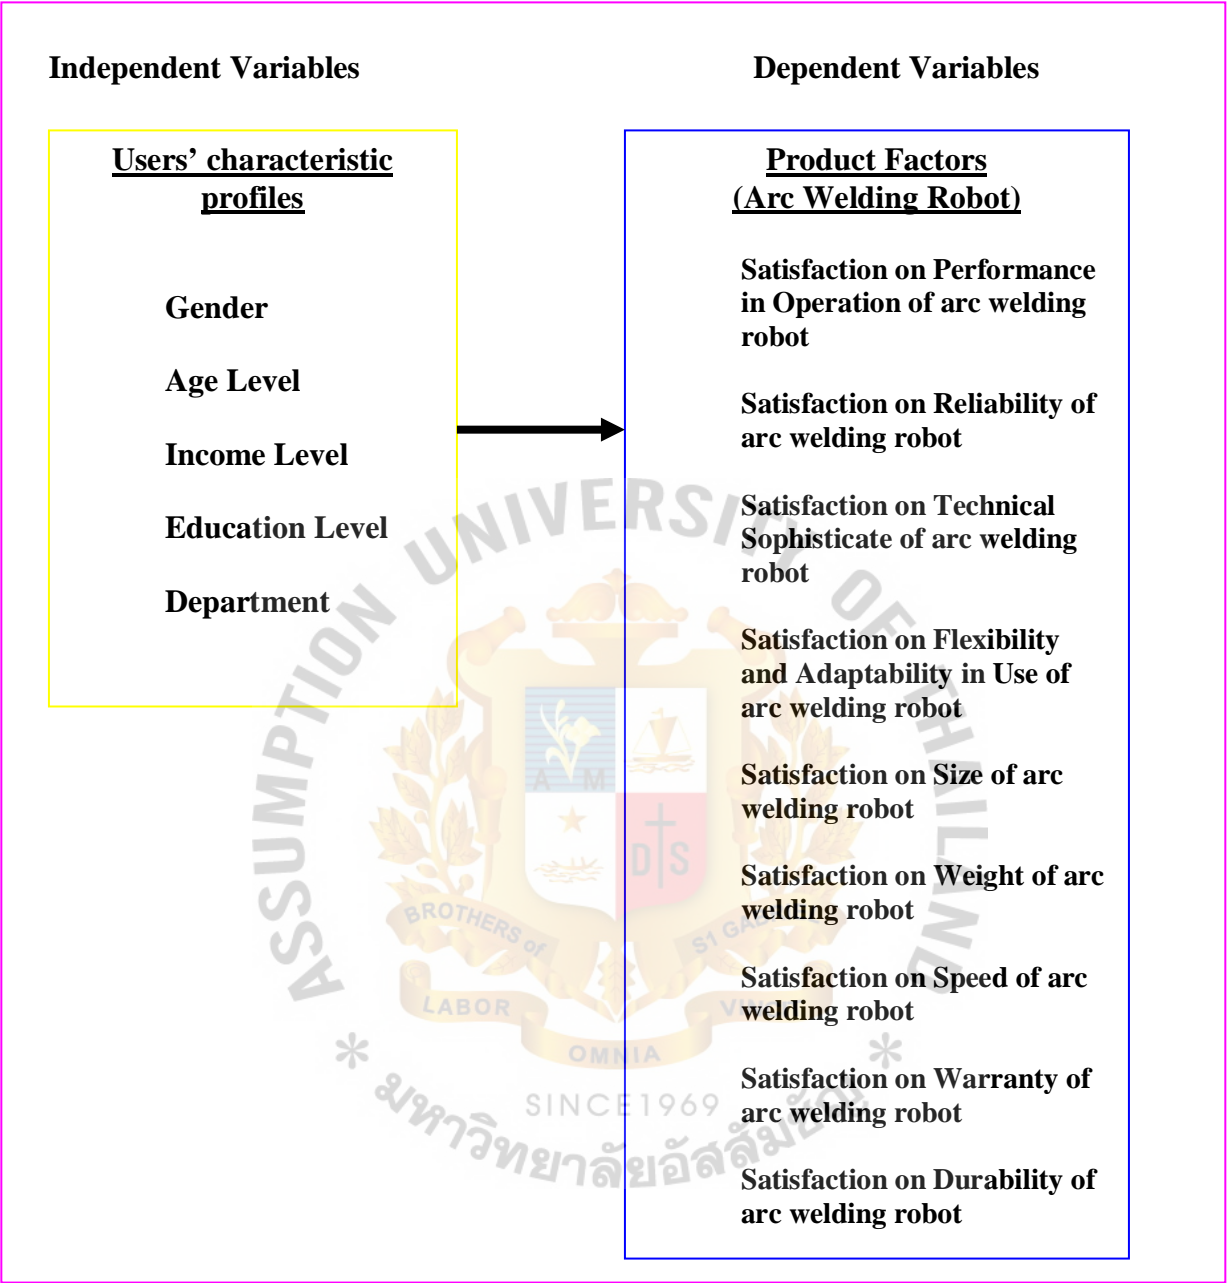 Independent Variables
Dependent Variables
Users’ characteristic
profiles
Gender
Age Level
Income Level
Education Level
Department
Product Factors
(Arc Welding Robot)
Satisfaction on Performance
in Operation of arc welding
robot
Satisfaction on Reliability of
arc welding robot
Satisfaction on Technical
Sophisticate of arc welding
robot
Satisfaction on Flexibility
and Adaptability in Use of
arc welding robot
Satisfaction on Size of arc
welding robot
Satisfaction on Weight of arc
welding robot
Satisfaction on Speed of arc
welding robot
Satisfaction on Warranty of
arc welding robot
Satisfaction on Durability of
arc welding robot
ASSUMPTION UNIVERSITY OF THAILAND
A M
D S
BROTHERS of
LABOR
OMNIA
SINCE1969